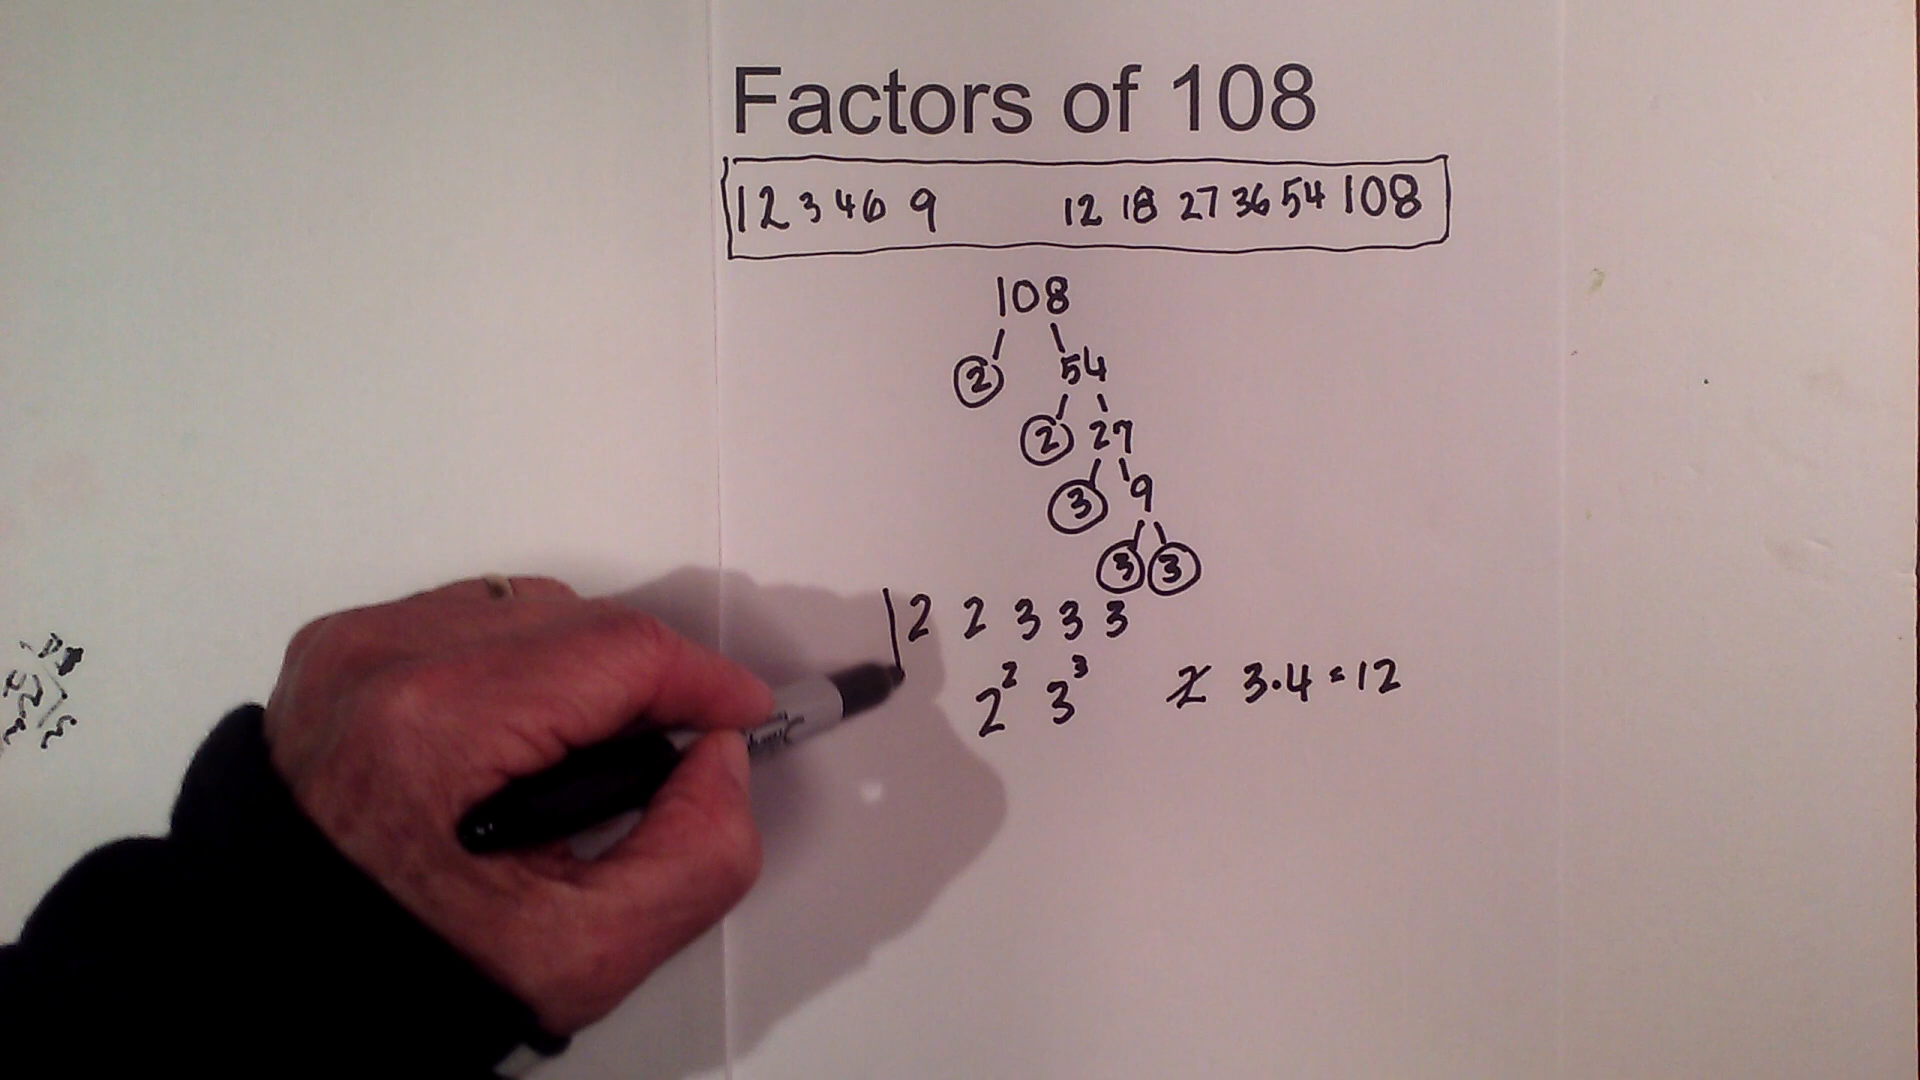 Factors of 108
1 2 3 4 6 9 12 18 27 36 54 108
108
2 54
2 27
3 9
3 3
2 2 3 3 3
2² 3³ 2 3·4=12